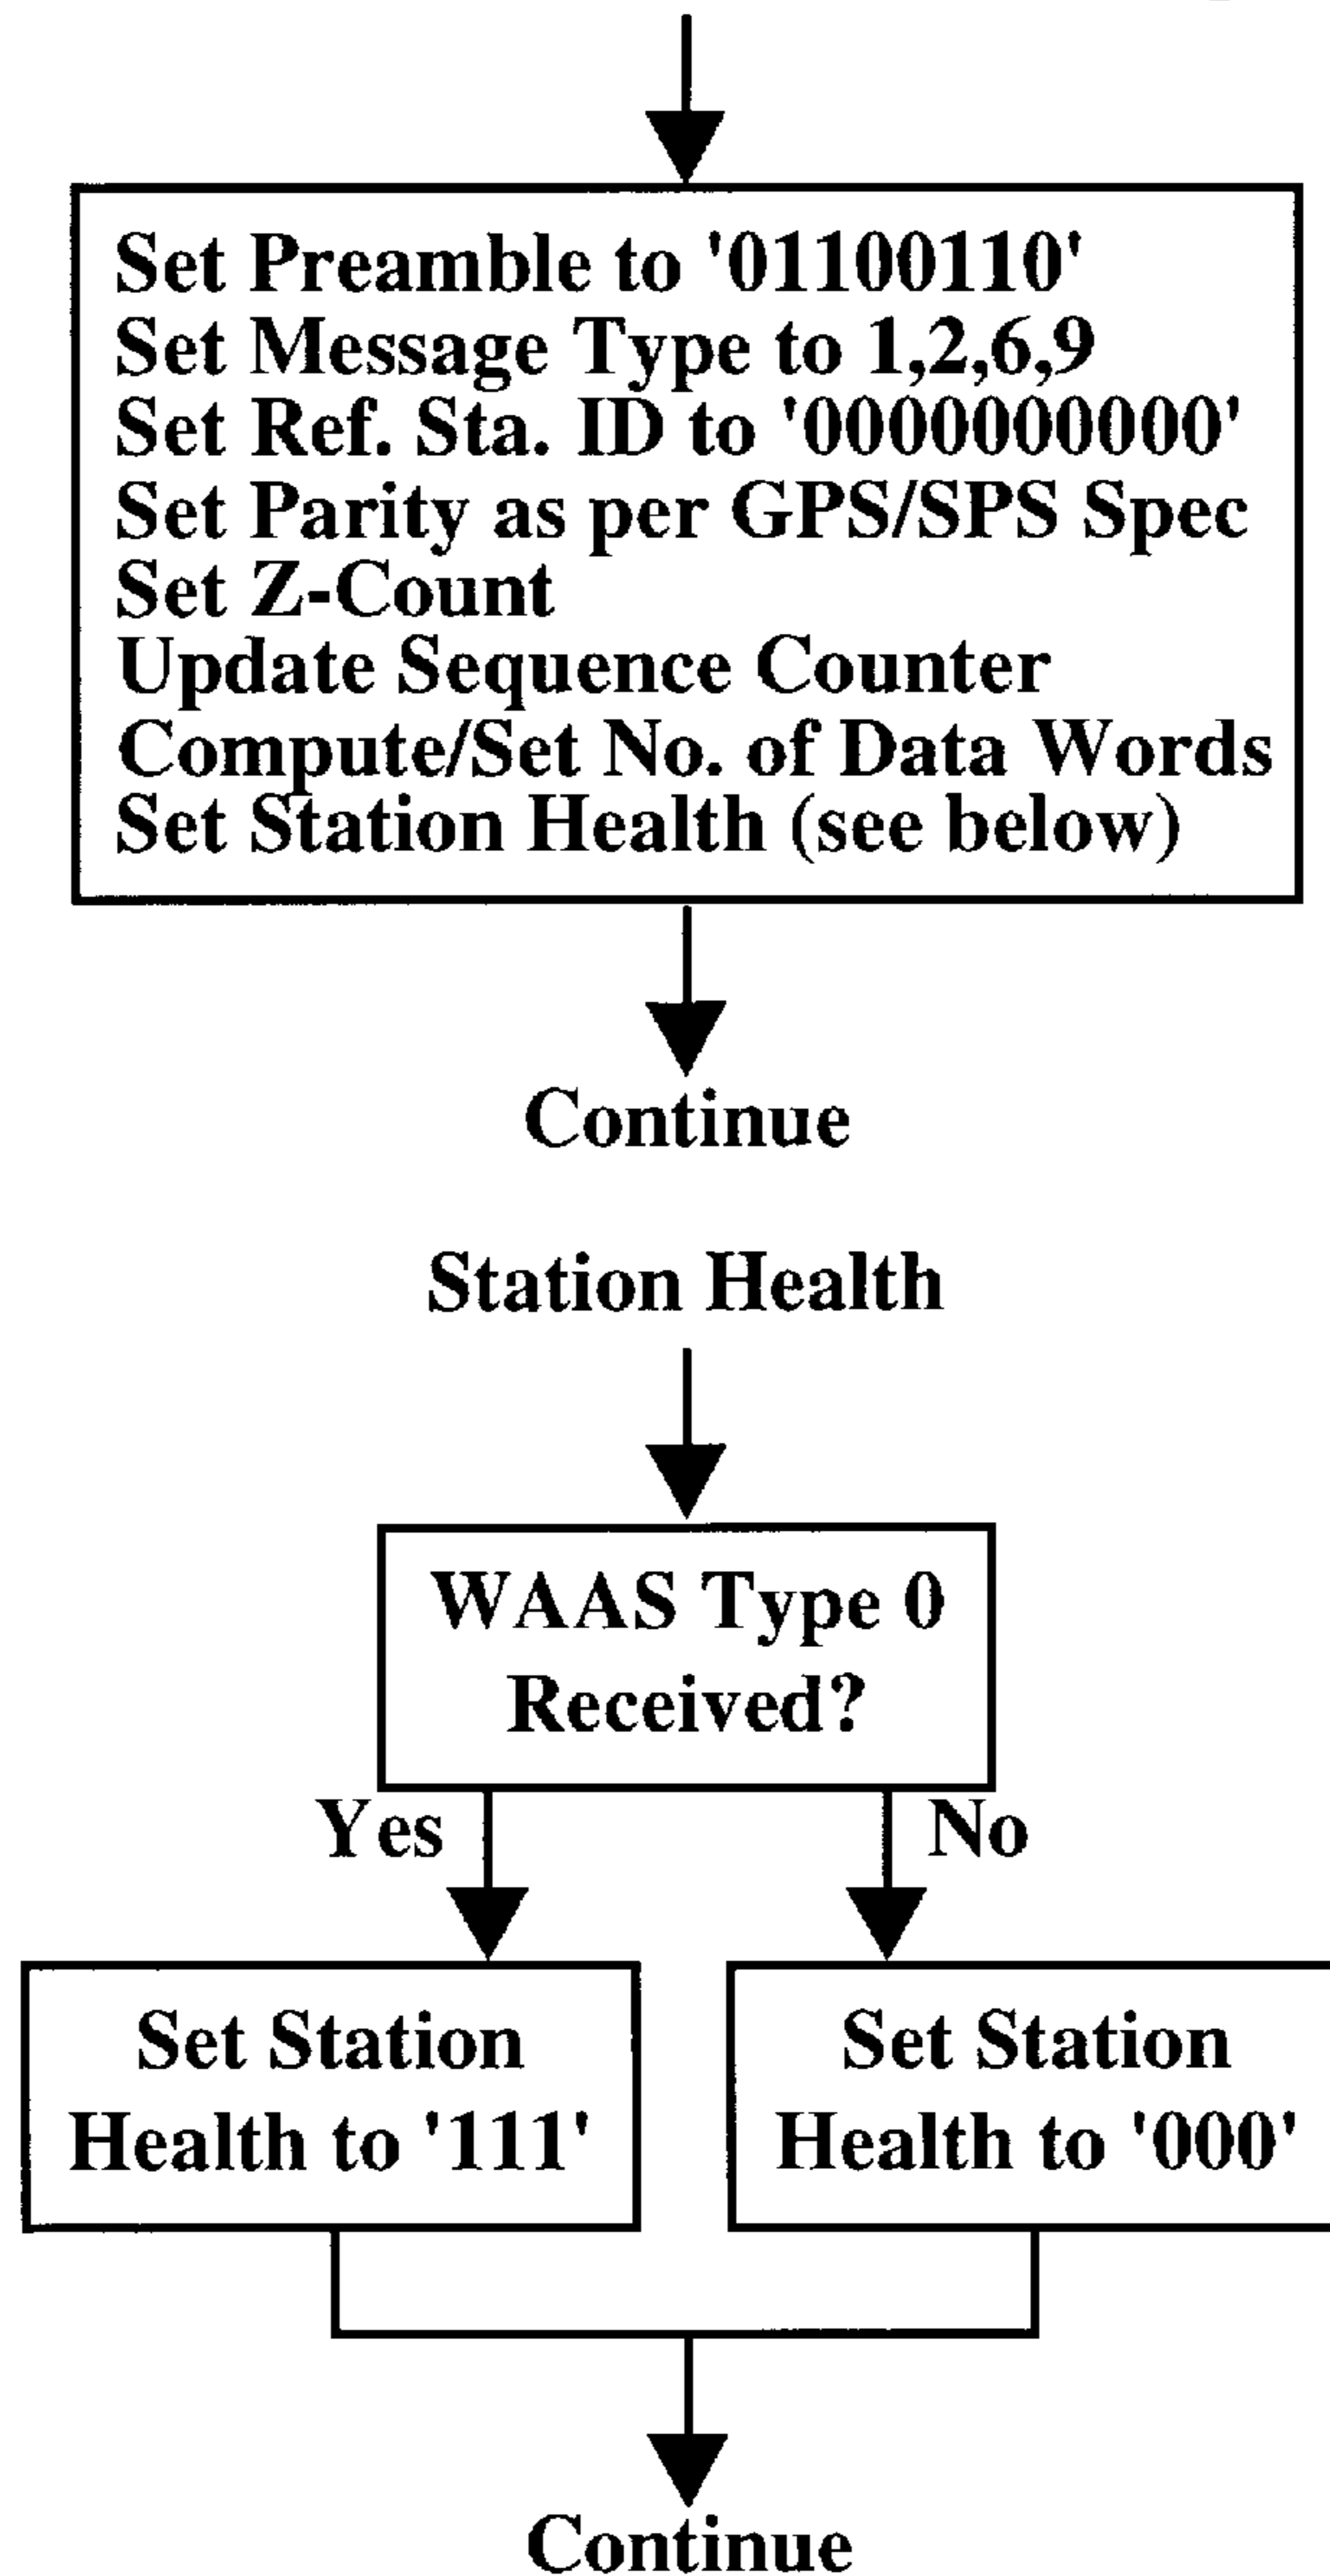 Set Preamble to '01100110'
Set Message Type to 1,2,6,9
Set Ref. Sta. ID to '0000000000'
Set Parity as per GPS/SPS Spec
Set Z-Count
Update Sequence Counter
Compute/Set No. of Data Words
Set Station Health (see below)
Continue
Station Health
WAAS Type 0
Received?
Yes
No
Set Station
Health to '111'
Set Station
Health to '000'
Continue